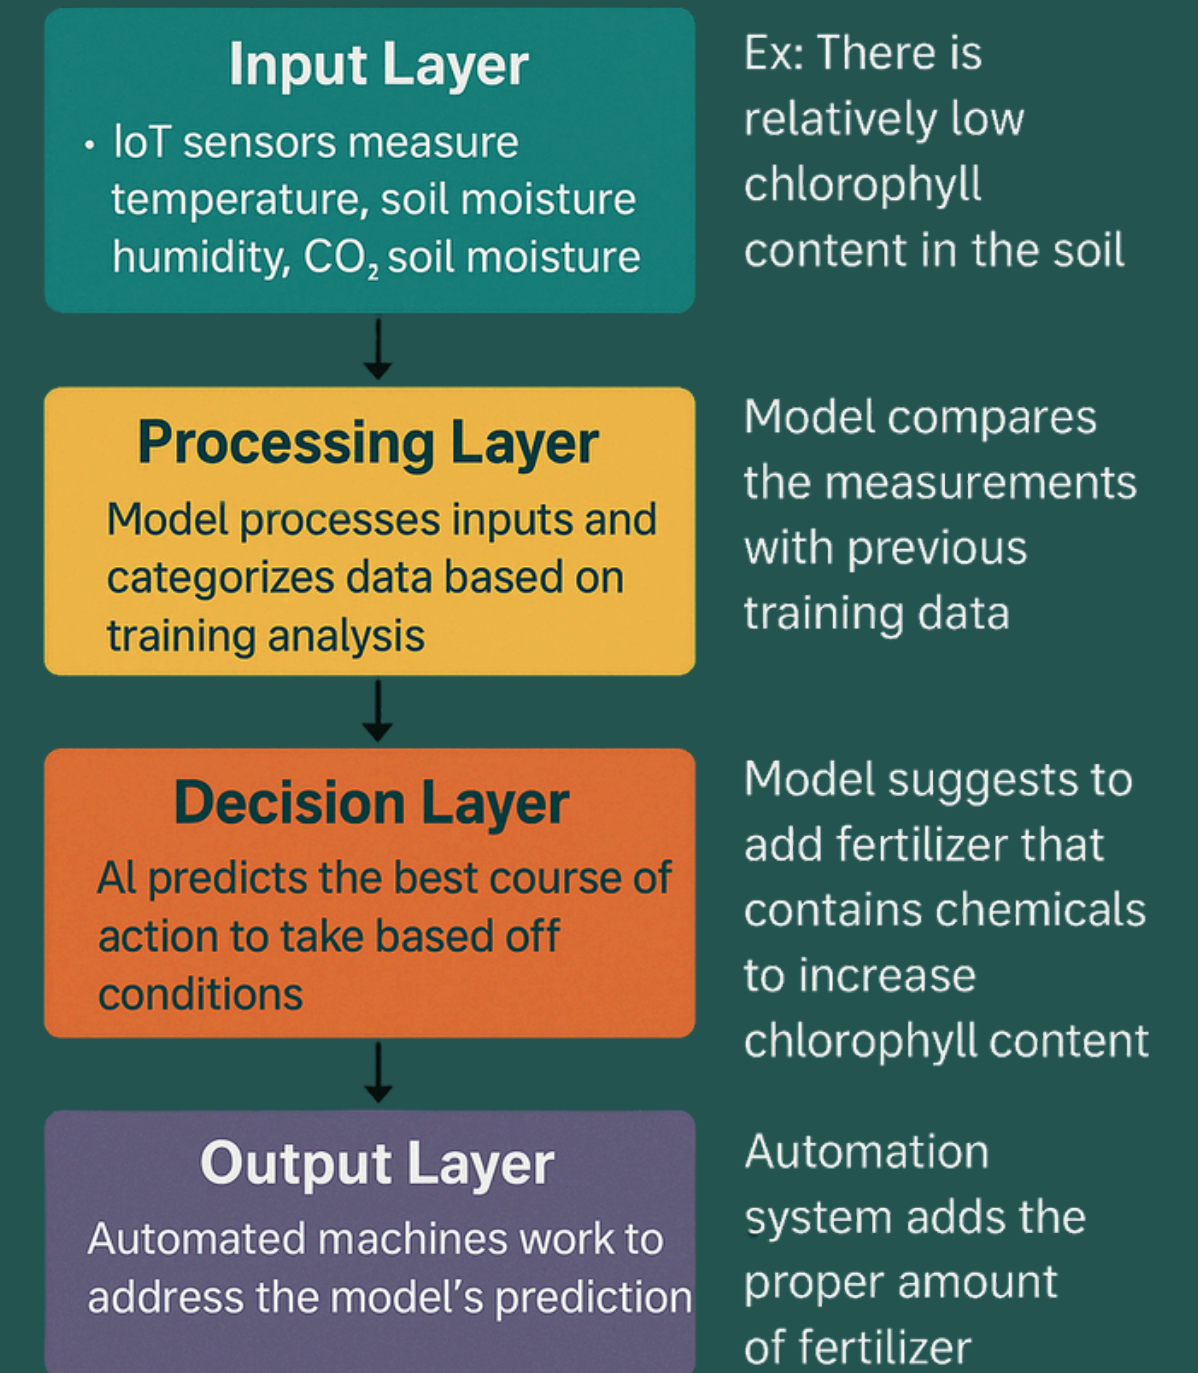 Input Layer
• IoT sensors measure
temperature, soil moisture
humidity, CO₂ soil moisture
Ex: There is
relatively low
chlorophyll
content in the soil
Processing Layer
Model processes inputs and
categorizes data based on
training analysis
Model compares
the measurements
with previous
training data
Decision Layer
AI predicts the best course of
action to take based off
conditions
Model suggests to
add fertilizer that
contains chemicals
to increase
chlorophyll content
Output Layer
Automated machines work to
address the model's prediction
Automation
system adds the
proper amount
of fertilizer